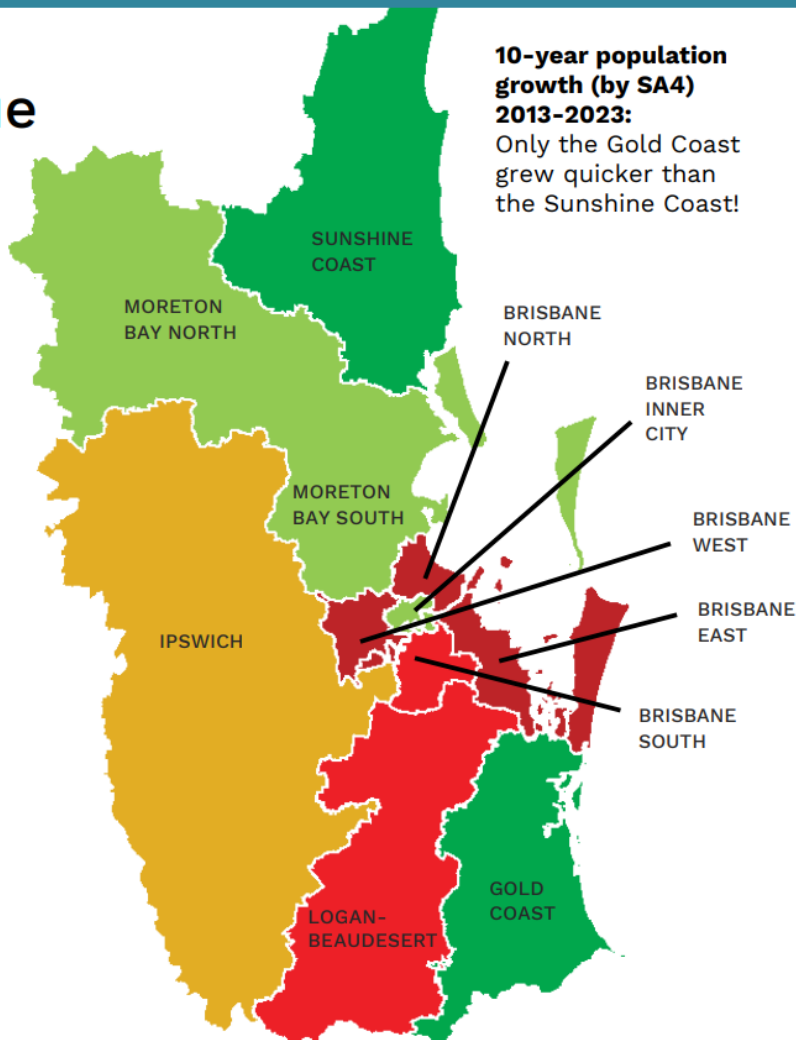 10-year population
growth (by SA4)
2013-2023:
Only the Gold Coast
grew quicker than
the Sunshine Coast!
SUNSHINE
COAST
MORETON
BAY NORTH
BRISBANE
NORTH
BRISBANE
INNER
CITY
MORETON
BAY SOUTH
BRISBANE
WEST
BRISBANE
EAST
IPSWICH
BRISBANE
SOUTH
GOLD
COAST
LOGAN-
BEAUDESERT